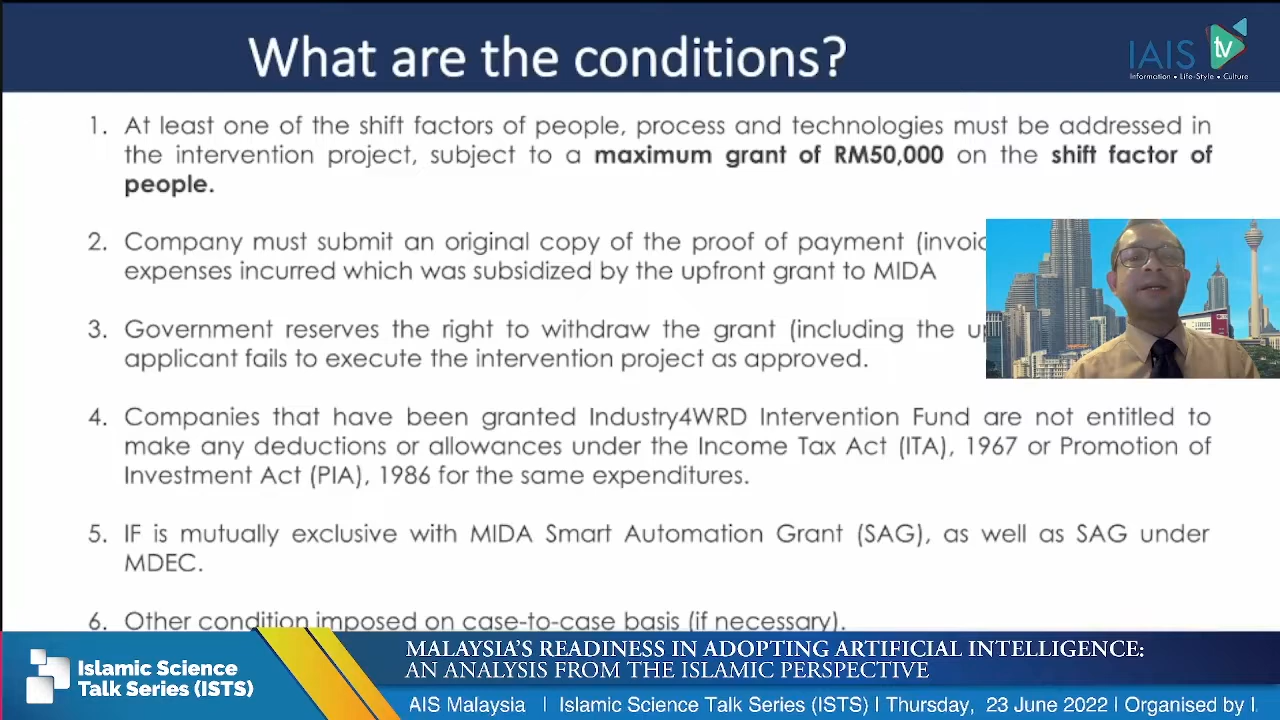 What are the conditions?
IAIS tv
Information • Life-Style • Culture
1. At least one of the shift factors of people, process and technologies must be addressed in
the intervention project, subject to a maximum grant of RM50,000 on the shift factor of
people.
2. Company must submit an original copy of the proof of payment
expenses incurred which was subsidized by the upfront grant to MIDA
3. Government reserves the right to withdraw the grant (including the
applicant fails to execute the intervention project as approved.
4. Companies that have been granted Industry4WRD Intervention Fund are not entitled to
make any deductions or allowances under the Income Tax Act (ITA), 1967 or Promotion of
Investment Act (PIA), 1986 for the same expenditures.
5. IF is mutually exclusive with MIDA Smart Automation Grant (SAG), as well as SAG under
MDEC.
6. Other condition imposed on case-to-case basis (if necessary).
Islamic Science
Talk Series (ISTS)
MALAYSIA'S READINESS IN ADOPTING ARTIFICIAL INTELLIGENCE:
AN ANALYSIS FROM THE ISLAMIC PERSPECTIVE
AIS Malaysia I Islamic Science Talk Series (ISTS) I Thursday, 23 June 2022 I Organised by I